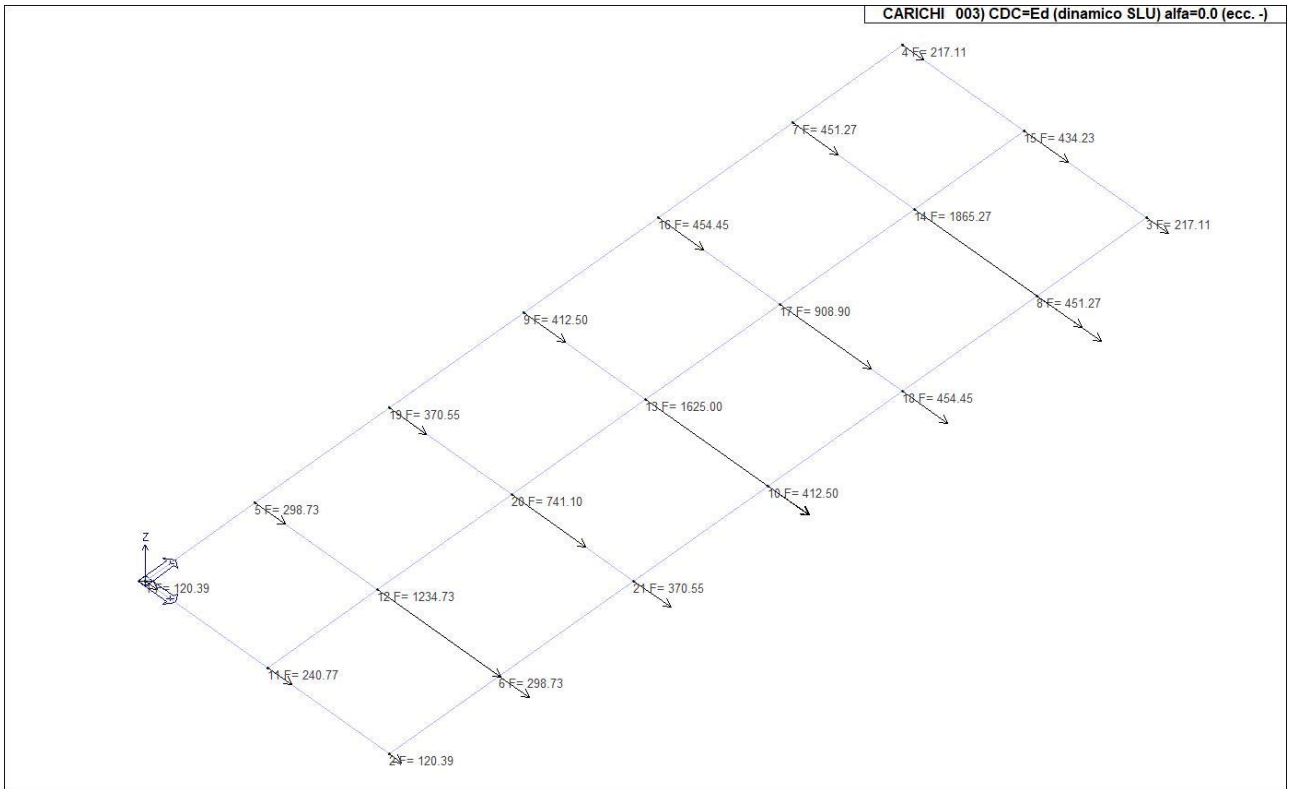 CARICHI 003) CDC=Ed (dinamico SLU) alfa=0.0 (ecc. -)
4 F= 217.11
7 F= 451.27
15 F= 434.23
16 F= 454.45
14 F= 1865.27
3 F= 217.11
9 F= 412.50
17 F= 908.90
8 F= 451.27
19 F= 370.55
13 F= 1625.00
18 F= 454.45
5 F= 298.73
20 F= 741.10
10 F= 412.50
Z
F= 120.39
12 F= 1234.73
21 F= 370.55
11 F= 240.77
6 F= 298.73
2 F= 120.39